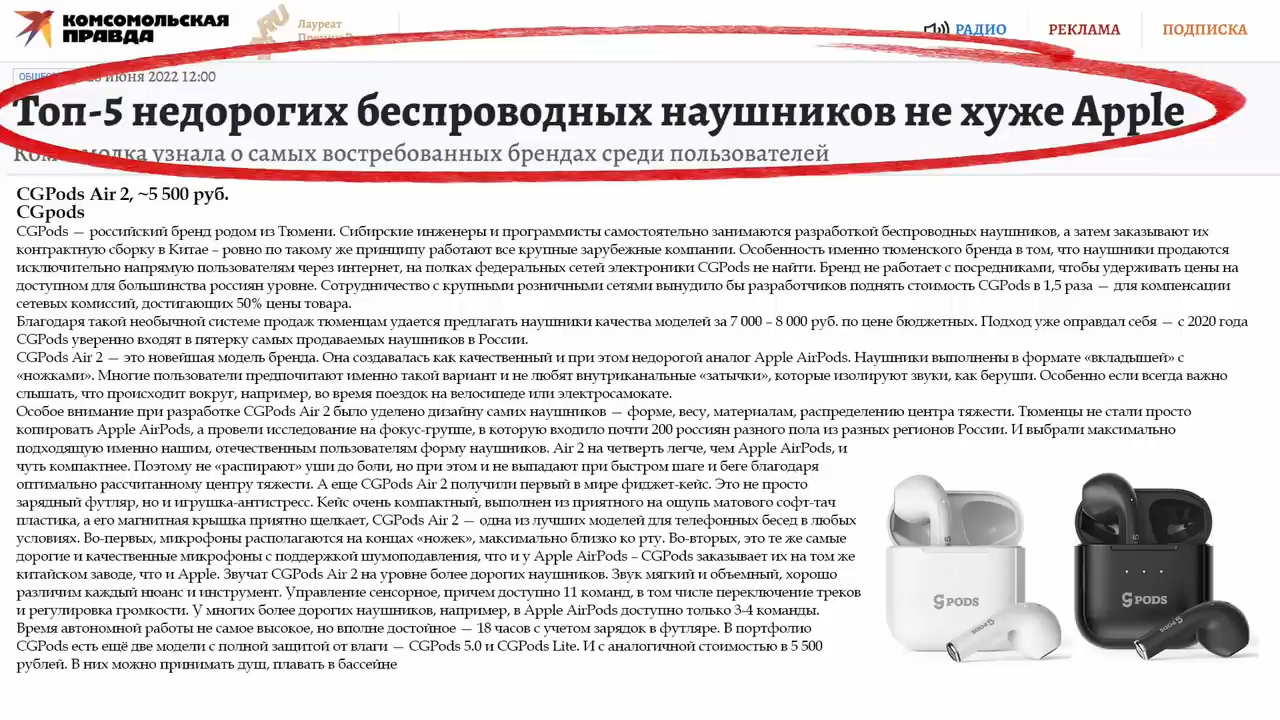 КОМСОМОЛЬСКАЯ
ПРАВДА
Лауреат
РАДИО
РЕКЛАМА
ПОДПИСКА
июня 2022 12:00
Топ-5 недорогих беспроводных наушников не хуже Apple
узнала о самых востребованных брендах среди пользователей
CGPods Air 2, ~5 500 руб.
CGpods
CGPods — российский бренд родом из Тюмени. Сибирские инженеры и программисты самостоятельно занимаются разработкой беспроводных наушников, а затем заказывают их
контрактную сборку в Китае – ровно по такому же принципу работают все крупные зарубежные компании. Особенность именно тюменского бренда в том, что наушники продаются
исключительно напрямую пользователям через интернет, на полках федеральных сетей электроники CGPods не найти. Бренд не работает с посредниками, чтобы удерживать цены на
доступном для большинства россиян уровне. Сотрудничество с крупными розничными сетями вынудило бы разработчиков поднять стоимость CGPods в 1,5 раза — для компенсации
сетевых комиссий, достигающих 50% цены товара.
Благодаря такой необычной системе продаж тюменцам удается предлагать наушники качества моделей за 7 000 – 8 000 руб. по цене бюджетных. Подход уже оправдал себя — с 2020 года
CGPods уверенно входят в пятерку самых продаваемых наушников в России.
CGPods Air 2 — это новейшая модель бренда. Она создавалась как качественный и при этом недорогой аналог Apple AirPods. Наушники выполнены в формате «вкладышей» с
«ножками». Многие пользователи предпочитают именно такой вариант и не любят внутриканальные «затычки», которые изолируют звуки, как беруши. Особенно если всегда важно
слышать, что происходит вокруг, например, во время поездок на велосипеде или электросамокате.
Особое внимание при разработке CGPods Air 2 было уделено дизайну самих наушников — форме, весу, материалам, распределению центра тяжести. Тюменцы не стали просто
копировать Apple AirPods, а провели исследование на фокус-группе, в которую входило почти 200 россиян разного пола из разных регионов России. И выбрали максимально
подходящую именно нашим, отечественным пользователям форму наушников. Air 2 на четверть легче, чем Apple AirPods, и
чуть компактнее. Поэтому не «распирают» уши до боли, но при этом и не выпадают при быстром шаге и беге благодаря
оптимально рассчитанному центру тяжести. А еще CGPods Air 2 получили первый в мире фиджет-кейс. Это не просто
зарядный футляр, но и игрушка-антистресс. Кейс очень компактный, выполнен из приятного на ощупь матового софт-тач
пластика, а его магнитная крышка приятно щелкает, CGPods Air 2 — одна из лучших моделей для телефонных бесед в любых
условиях. Во-первых, микрофоны располагаются на концах «ножек», максимально близко ко рту. Во-вторых, это те же самые
дорогие и качественные микрофоны с поддержкой шумоподавления, что и у Apple AirPods – CGPods заказывает их на том же
китайском заводе, что и Apple. Звучат CGPods Air 2 на уровне более дорогих наушников. Звук мягкий и объемный, хорошо
различим каждый нюанс и инструмент. Управление сенсорное, причем доступно 11 команд, в том числе переключение треков
и регулировка громкости. У многих более дорогих наушников, например, в Apple AirPods доступно только 3-4 команды.
Время автономной работы не самое высокое, но вполне достойное — 18 часов с учетом зарядок в футляре. В портфолио
CGPods есть ещё две модели с полной защитой от влаги — CGPods 5.0 и CGPods Lite. И с аналогичной стоимостью в 5 500
рублей. В них можно принимать душ, плавать в бассейне
PODS
PODS